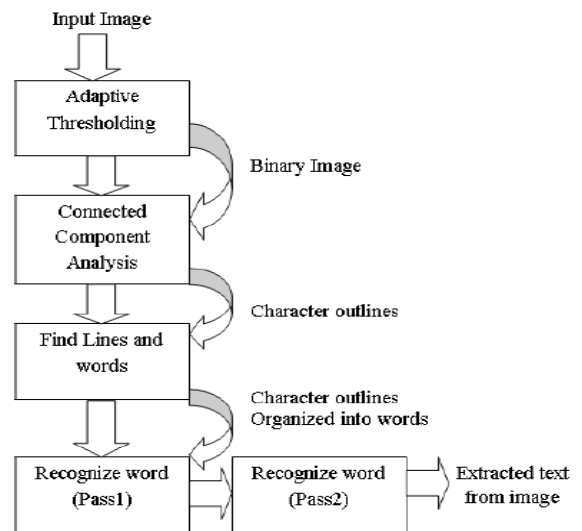 Input Image
Adaptive
Thresholding
Binary Image
Connected
Component
Analysis
Character outlines
Find Lines and
words
Character outlines
Organized into words
Recognize word
(Pass1)
Recognize word
(Pass2)
Extracted text
from image